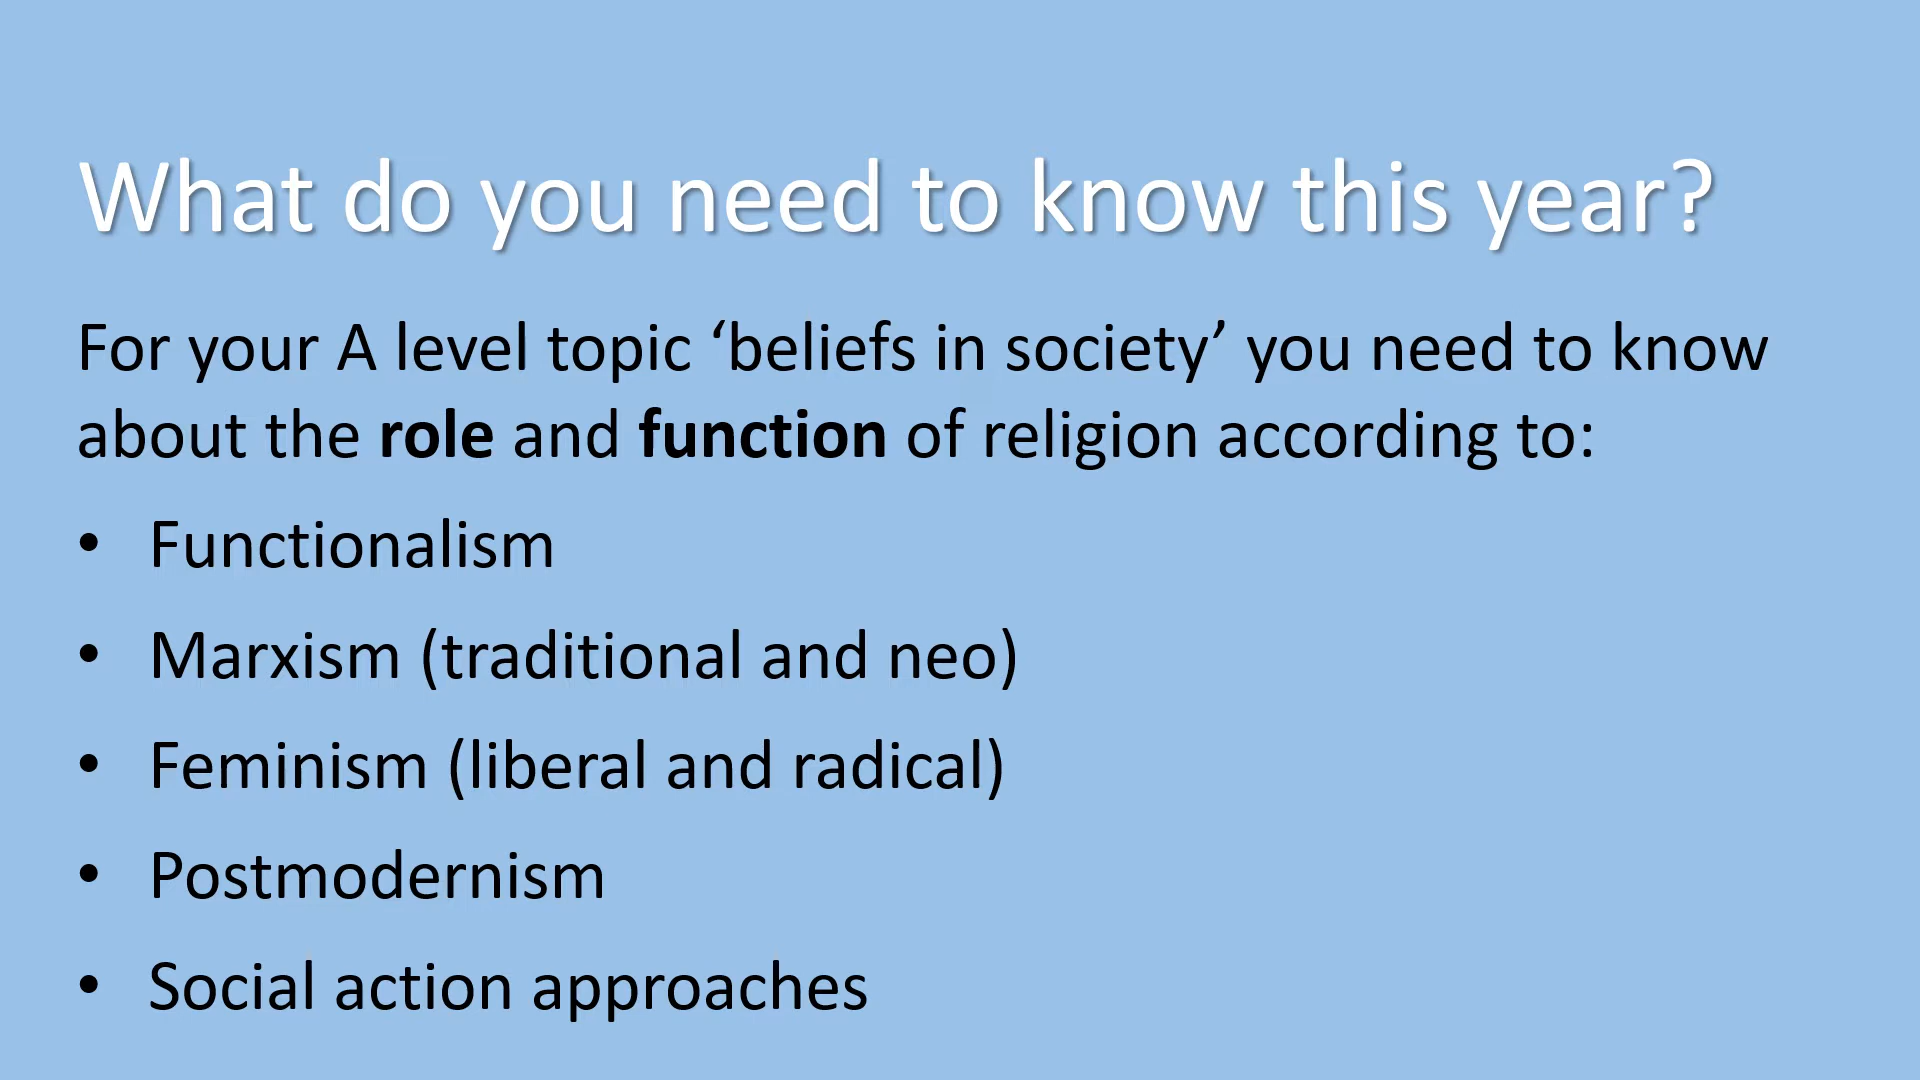 What do you need to know this year?
For your A level topic ‘beliefs in society’ you need to know
about the role and function of religion according to:
• Functionalism
• Marxism (traditional and neo)
• Feminism (liberal and radical)
• Postmodernism
• Social action approaches